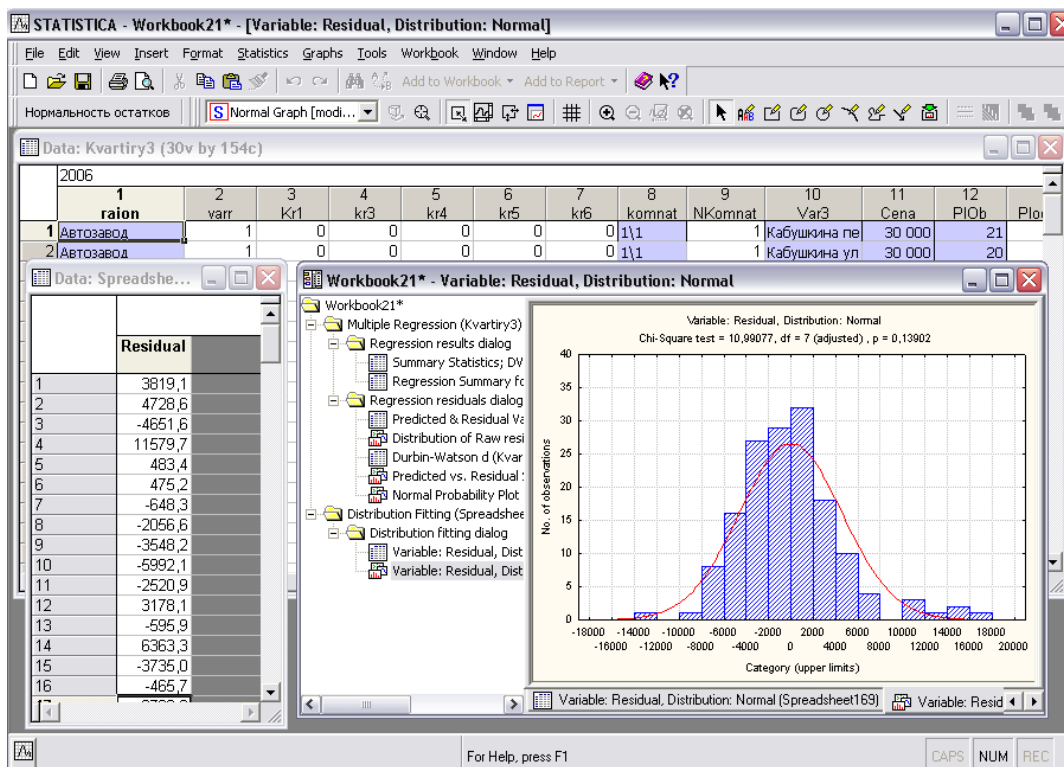 STATISTICA - Workbook21* - [Variable: Residual, Distribution: Normal]
File Edit View Insert Format Statistics Graphs Tools Workbook Window Help
Add to Workbook Add to Report
Нормальность остатков S Normal Graph [modi...
Data: Kvartiry3 (30v by 154c)
2006
1 2 3 4 5 6 7 8 9 10 11 12
raion varr Kr1 kr3 kr4 kr5 kr6 komnat NKomnat Var3 Cena PlOb
1 Автозавод 1 0 0 0 0 0 1\1 1 Кабушкина пе 30 000 21
2 Автозавод 1 0 0 0 0 0 1\1 1 Кабушкина ул 30 000 20
Data: Spreadshe...
Residual
1 3819,1
2 4728,6
3 -4651,6
4 11579,7
5 483,4
6 475,2
7 -648,3
8 -2056,6
9 -3548,2
10 -5992,1
11 -2520,9
12 3178,1
13 -595,9
14 6363,3
15 -3735,0
16 -465,7
Workbook21* - Variable: Residual, Distribution: Normal
Workbook21*
Multiple Regression (Kvartiry3)
Regression results dialog
Summary Statistics; DV
Regression Summary fo
Regression residuals dialog
Predicted & Residual Va
Distribution of Raw resi
Durbin-Watson d (Kvar
Predicted vs. Residual
Normal Probability Plot
Distribution Fitting (Spreadshee
Distribution fitting dialog
Variable: Residual, Dist
Variable: Residual, Dist
Variable: Residual, Distribution: Normal
Chi-Square test = 10,99077, df = 7 (adjusted) , p = 0,13902
No. of observations
40
35
30
25
20
15
10
5
0
-18000 -14000 -10000 -6000 -2000 2000 6000 10000 14000 18000
-16000 -12000 -8000 -4000 0 4000 8000 12000 16000 20000
Category (upper limits)
Variable: Residual, Distribution: Normal (Spreadsheet169) Variable: Resid
For Help, press F1
CAPS NUM REC